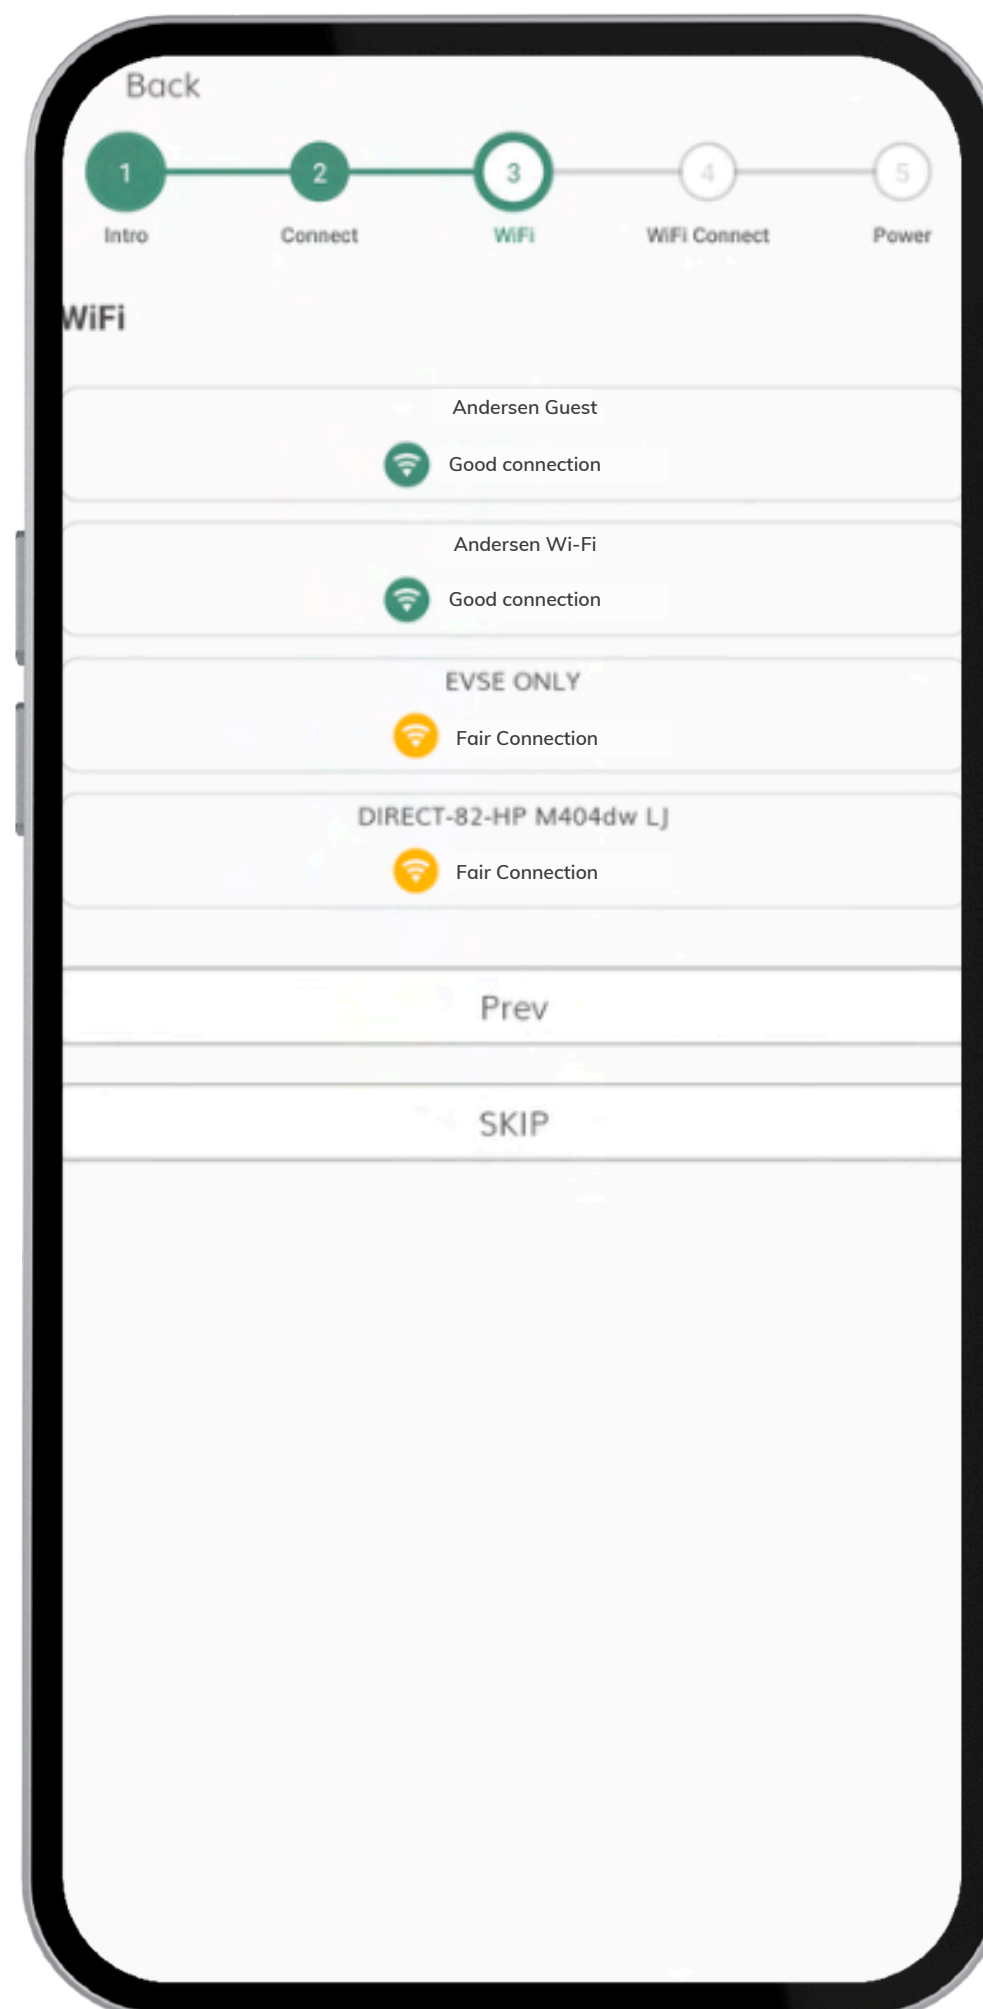 Back
1 2 3 4 5
Intro Connect WiFi WiFi Connect Power
WiFi
Andersen Guest
Good connection
Andersen Wi-Fi
Good connection
EVSE ONLY
Fair Connection
DIRECT-82-HP M404dw LJ
Fair Connection
Prev
SKIP